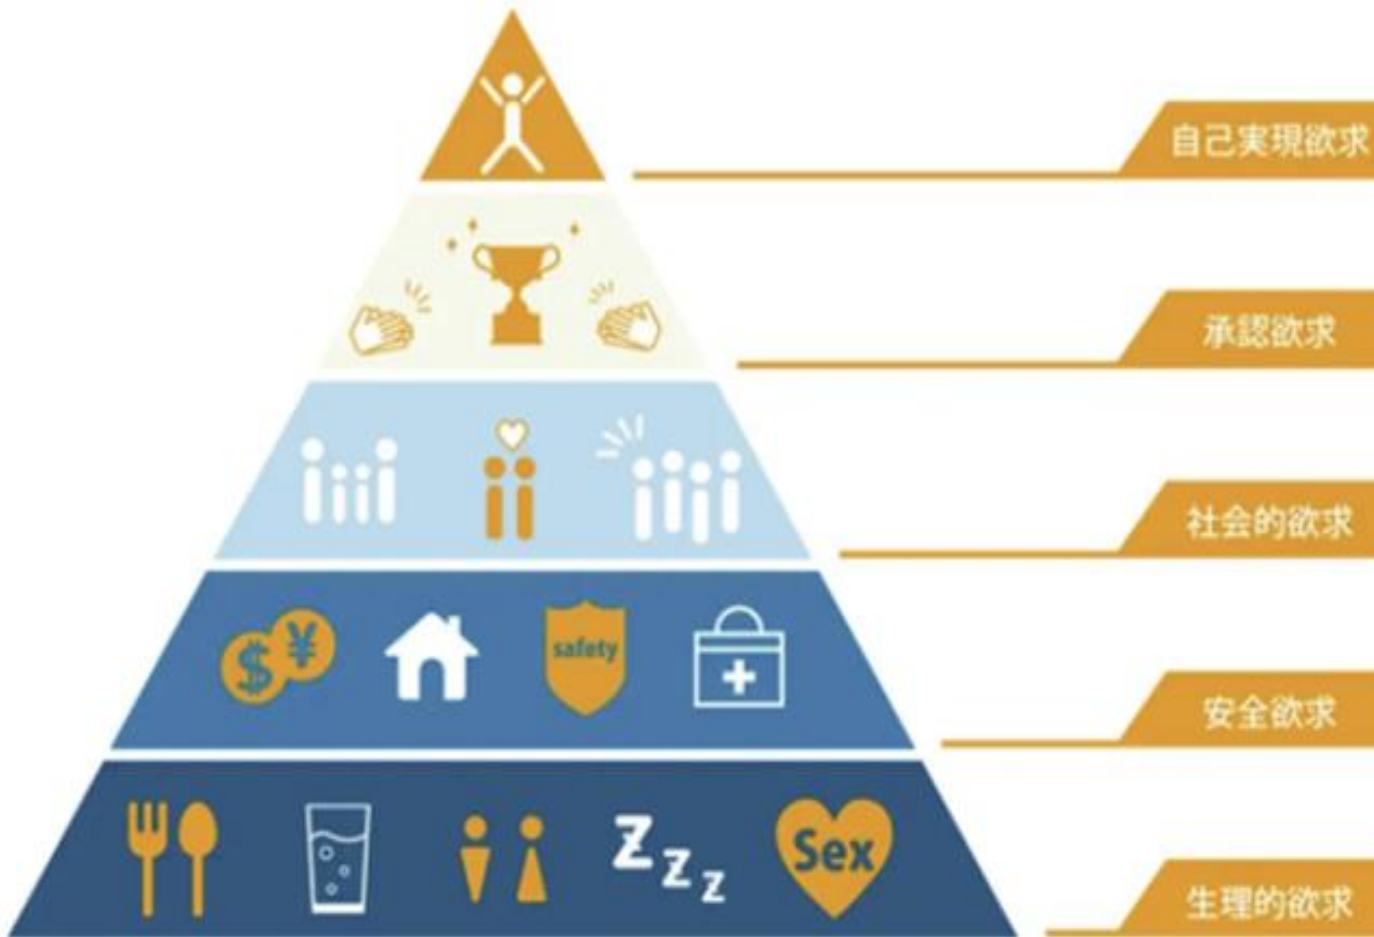 自己実現欲求
承認欲求
社会的欲求
$ ¥
safety
安全欲求
Z z z
Sex
生理的欲求